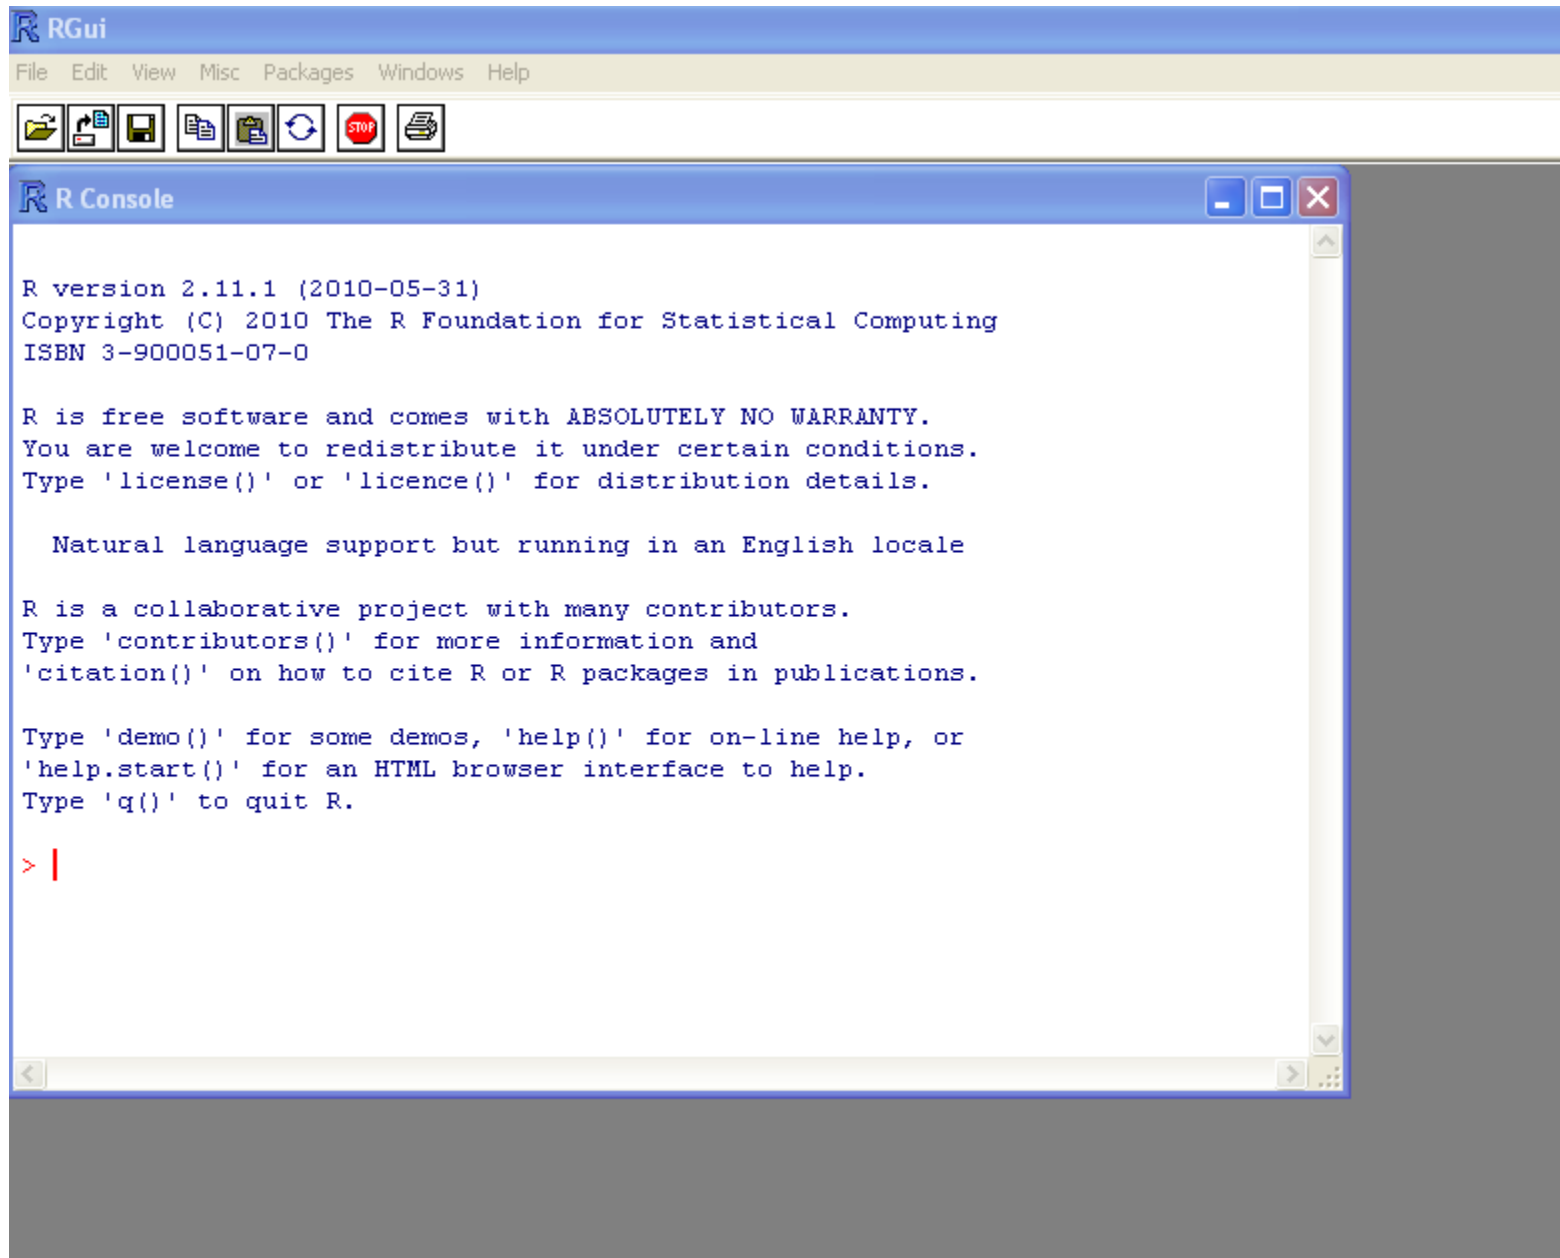 RGui
File Edit View Misc Packages Windows Help
STOP
R Console
R version 2.11.1 (2010-05-31)
Copyright (C) 2010 The R Foundation for Statistical Computing
ISBN 3-900051-07-0
R is free software and comes with ABSOLUTELY NO WARRANTY.
You are welcome to redistribute it under certain conditions.
Type 'license()' or 'licence()' for distribution details.
Natural language support but running in an English locale
R is a collaborative project with many contributors.
Type 'contributors()' for more information and
'citation()' on how to cite R or R packages in publications.
Type 'demo()' for some demos, 'help()' for on-line help, or
'help.start()' for an HTML browser interface to help.
Type 'q()' to quit R.
>